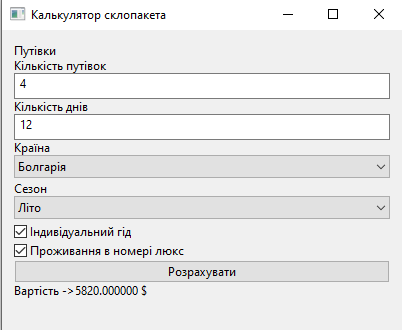 Калькулятор склопакета
Путівки
Кількість путівок
4
Кількість днів
12
Країна
Болгарія
Сезон
Літо
Індивідуальний гід
Проживання в номері люкс
Розрахувати
Вартість ->5820.000000 $